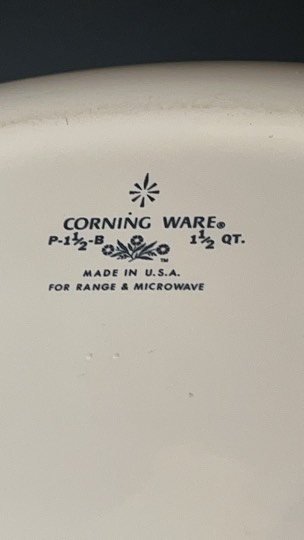 CORNING WARE®
P-1½-B 1½ QT.
TM
MADE IN U.S.A.
FOR RANGE & MICROWAVE